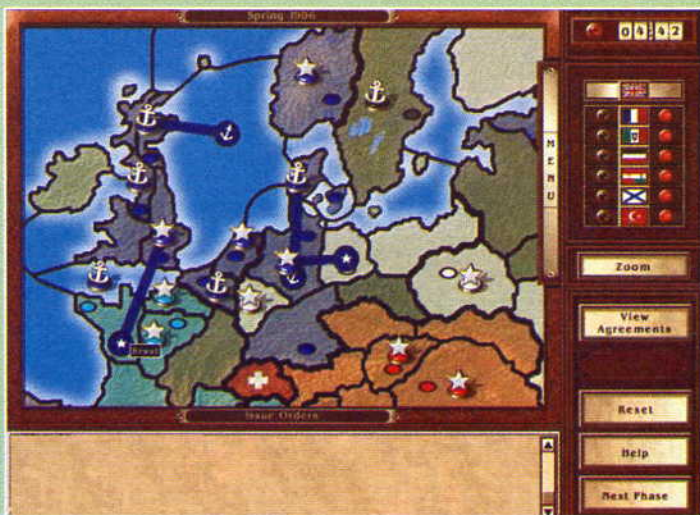 Spring 1906
04:42
MENU
Zoom
View
Agreements
Brest
Issue Orders
Reset
Help
Next Phase